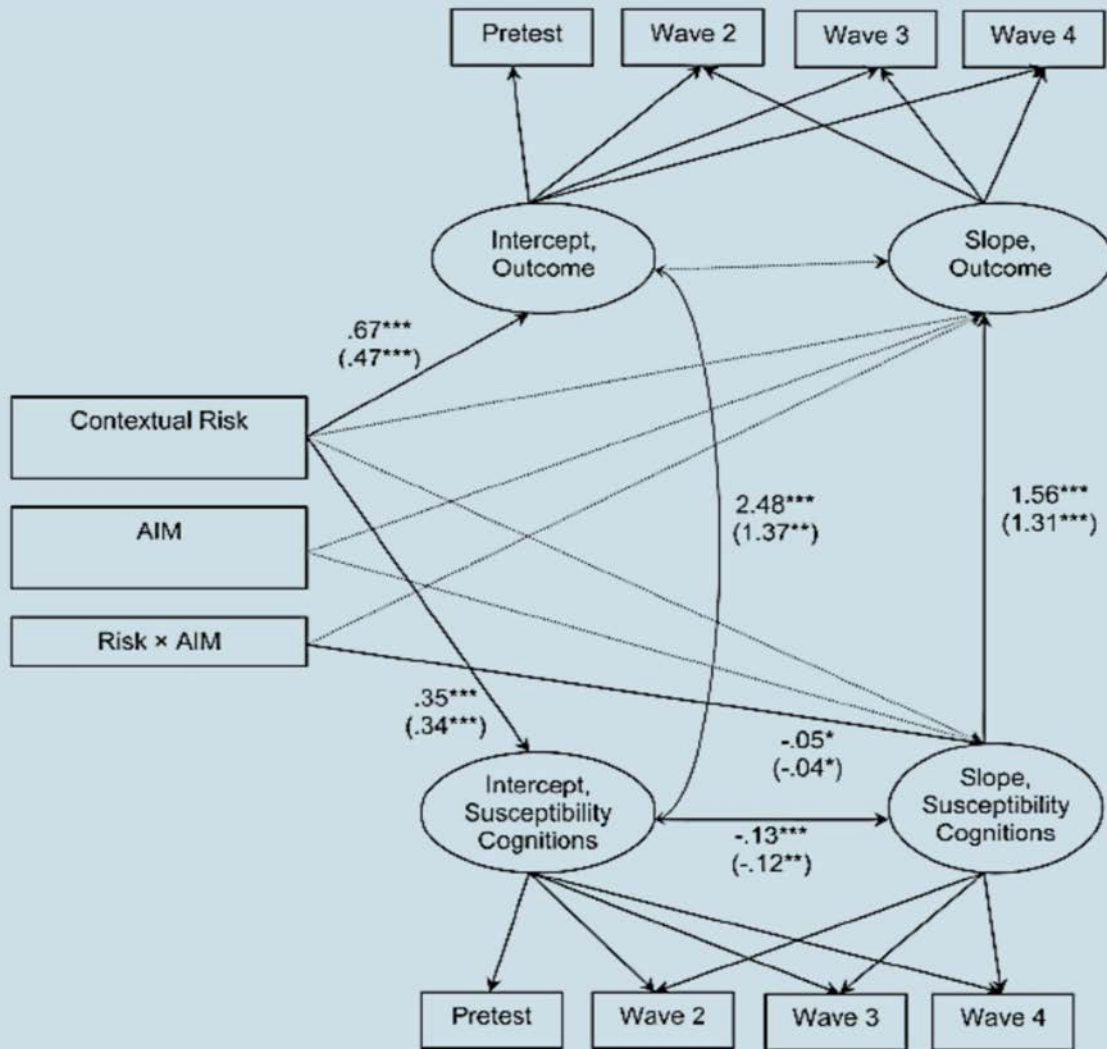 Pretest
Wave 2
Wave 3
Wave 4
Intercept,
Outcome
Slope,
Outcome
.67***
(.47***)
Contextual Risk
AIM
Risk × AIM
2.48***
(1.37**)
1.56***
(1.31***)
.35***
(.34***)
-.05*
(-.04*)
Intercept,
Susceptibility
Cognitions
Slope,
Susceptibility
Cognitions
-.13***
(-.12**)
Pretest
Wave 2
Wave 3
Wave 4